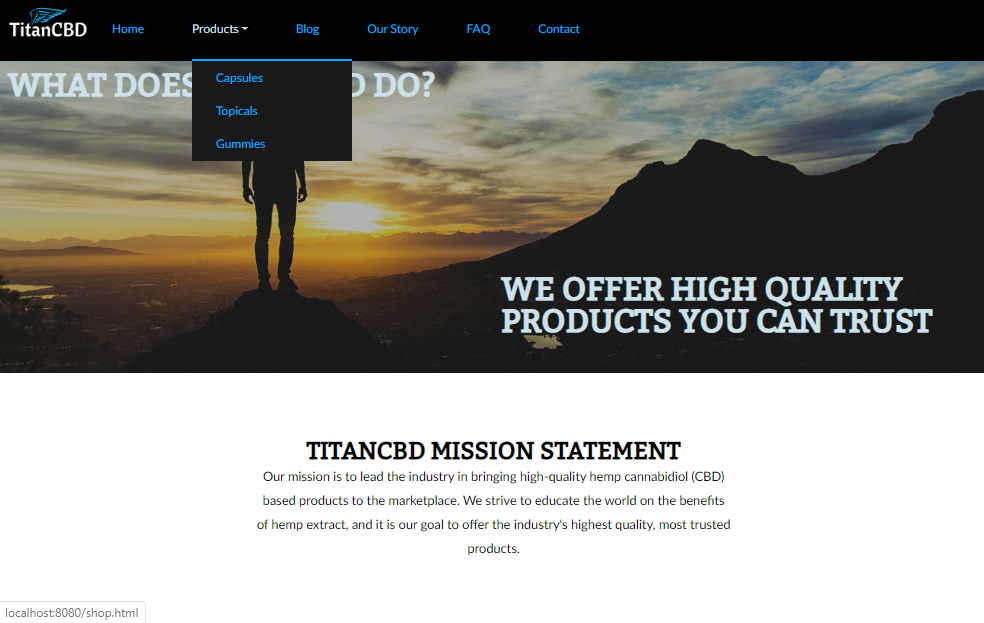 TitanCBD
Home
Products
Blog
Our Story
FAQ
Contact
Capsules
Topicals
Gummies
WHAT DOES DO?
WE OFFER HIGH QUALITY
PRODUCTS YOU CAN TRUST
TITANCBD MISSION STATEMENT
Our mission is to lead the industry in bringing high-quality hemp cannabidiol (CBD)
based products to the marketplace. We strive to educate the world on the benefits
of hemp extract, and it is our goal to offer the industry's highest quality, most trusted
products.
localhost:8080/shop.html